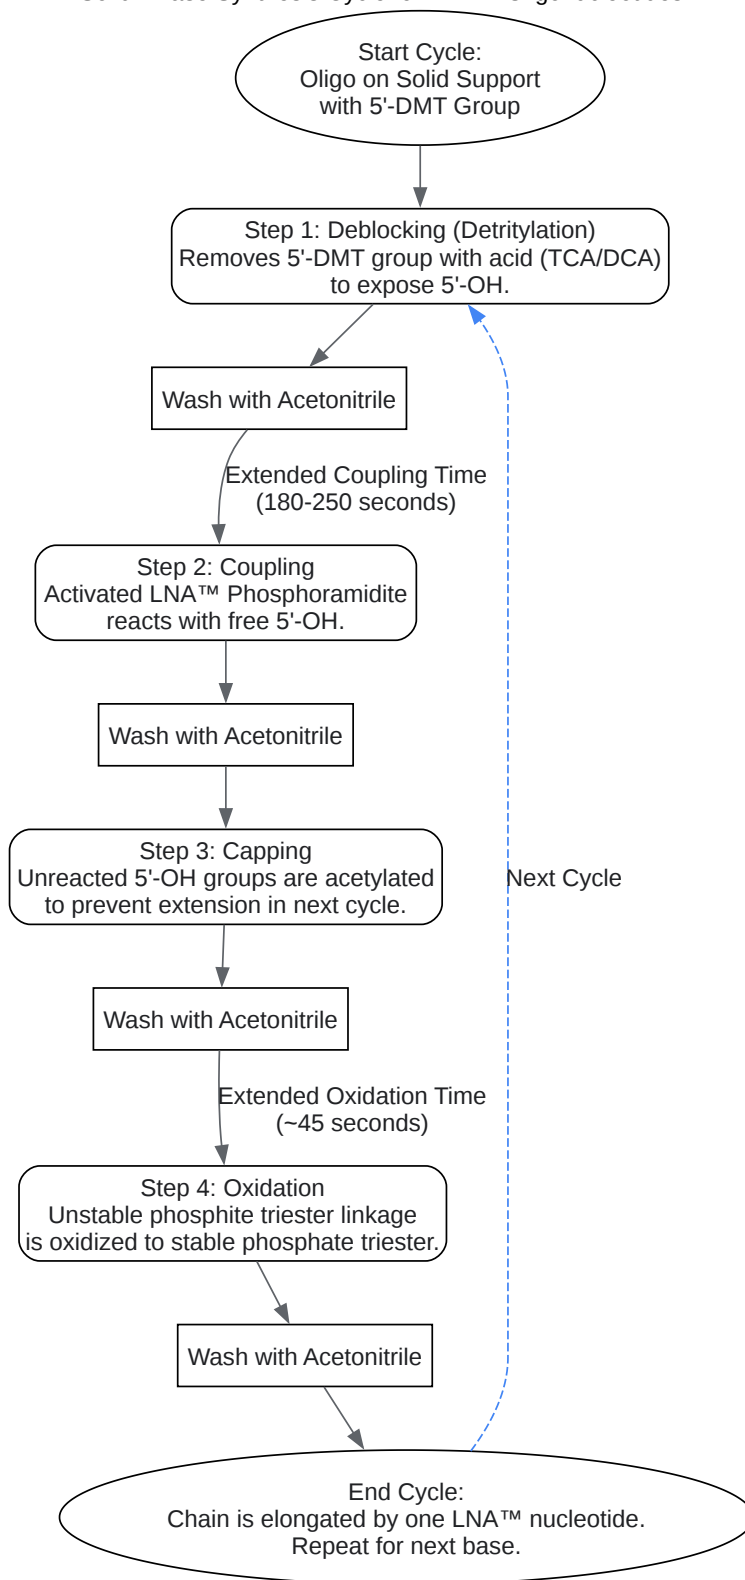 Start Cycle:
Oligo on Solid Support
with 5'-DMT Group
Step 1: Deblocking (Detritylation)
Removes 5'-DMT group with acid (TCA/DCA)
to expose 5'-OH.
Wash with Acetonitrile
Extended Coupling Time
(180-250 seconds)
Step 2: Coupling
Activated LNA™ Phosphoramidite
reacts with free 5'-OH.
Wash with Acetonitrile
Step 3: Capping
Unreacted 5'-OH groups are acetylated
to prevent extension in next cycle.
Next Cycle
Wash with Acetonitrile
Extended Oxidation Time
(~45 seconds)
Step 4: Oxidation
Unstable phosphite triester linkage
is oxidized to stable phosphate triester.
Wash with Acetonitrile
End Cycle:
Chain is elongated by one LNA™ nucleotide.
Repeat for next base.